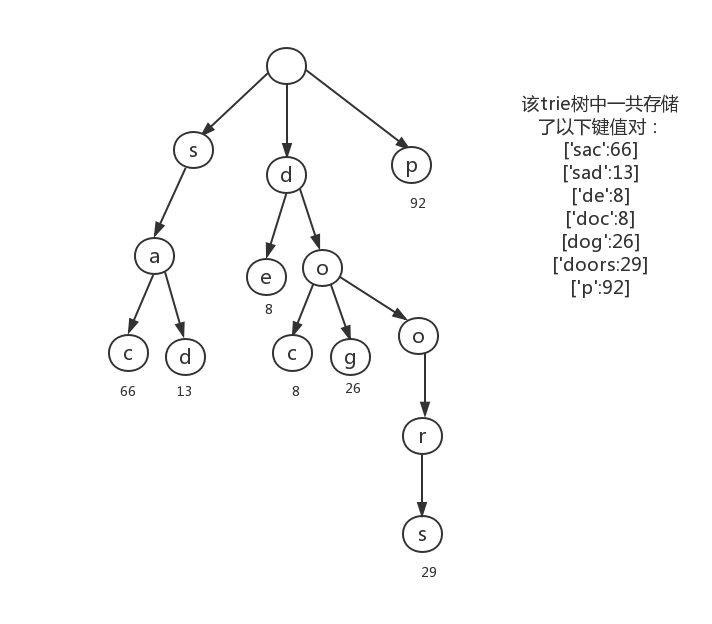 该trie树中一共存储
了以下键值对：
['sac':66]
['sad':13]
['de':8]
['doc':8]
[dog':26]
['doors:29]
['p':92]
s
d
p
92
a
e
o
8
c
d
c
g
o
66
13
8
26
r
s
29